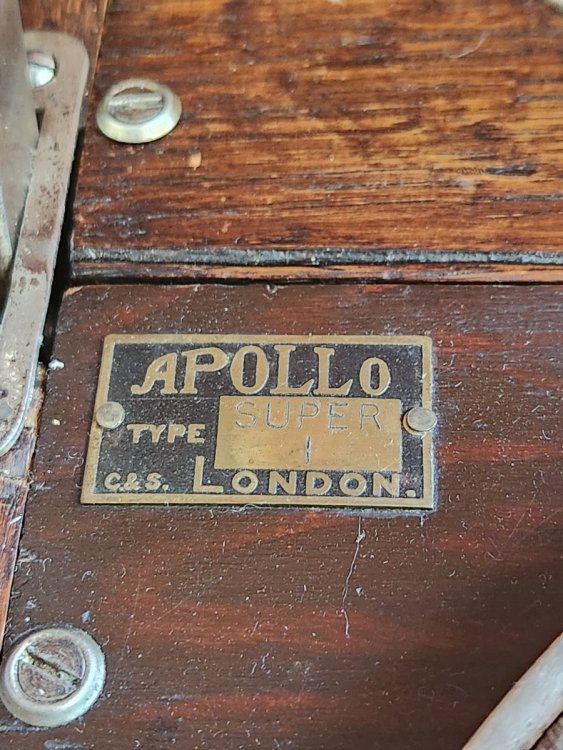 APOLLO
TYPE SUPER
1
C.& S. LONDON.